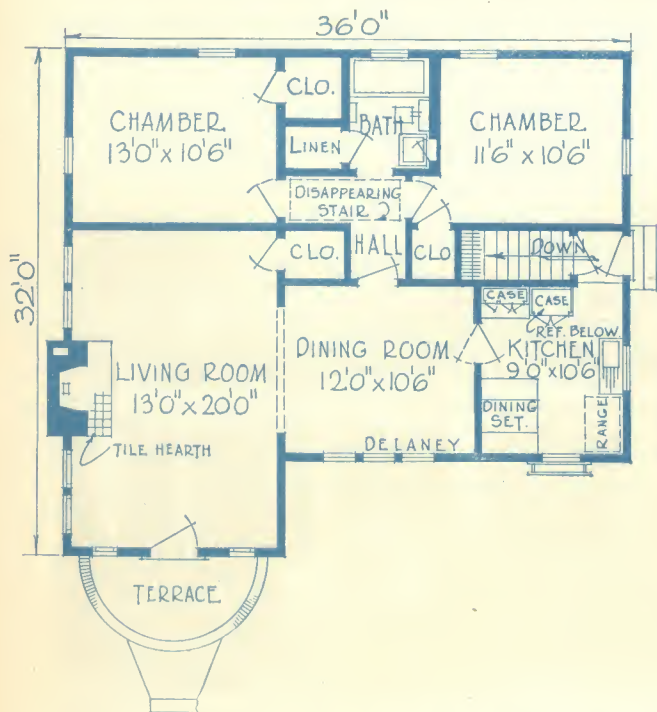 36'0"
32'0"
CHAMBER
13'0" x 10'6"
CLO.
LINEN
BATH
CHAMBER
11'6" x 10'6"
DISAPPEARING
STAIR
CLO.
HALL
CLO
DOWN
CASE
CASE
REF. BELOW.
LIVING ROOM
13'0" x 20'0"
TILE HEARTH
DINING ROOM
12'0" x 10'6"
KITCHEN
9'0" x 10'6"
DINING
SET.
RANGE
DELANEY
TERRACE